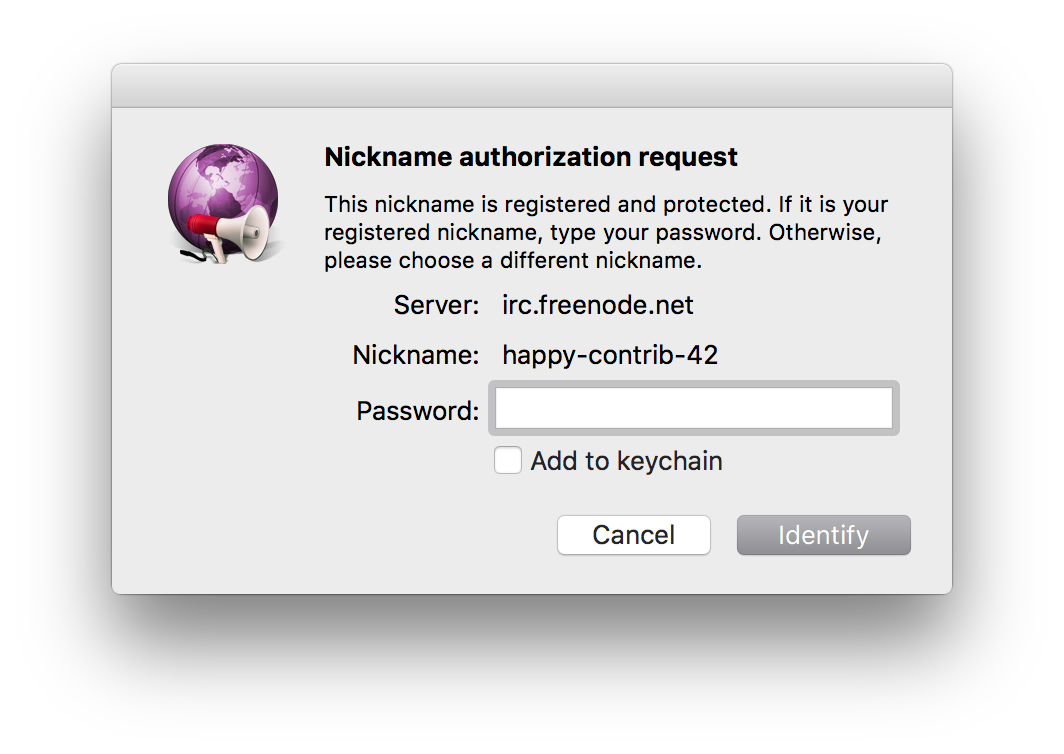 Nickname authorization request
This nickname is registered and protected. If it is your
registered nickname, type your password. Otherwise,
please choose a different nickname.
Server: irc.freenode.net
Nickname: happy-contrib-42
Password:
Add to keychain
Cancel Identify